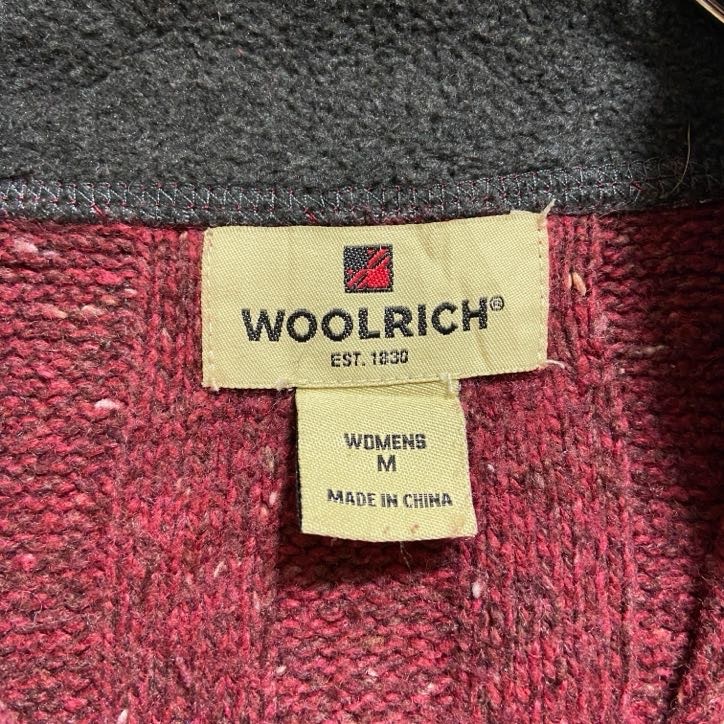 WOOLRICH®
EST. 1830
WOMENS
M
MADE IN CHINA